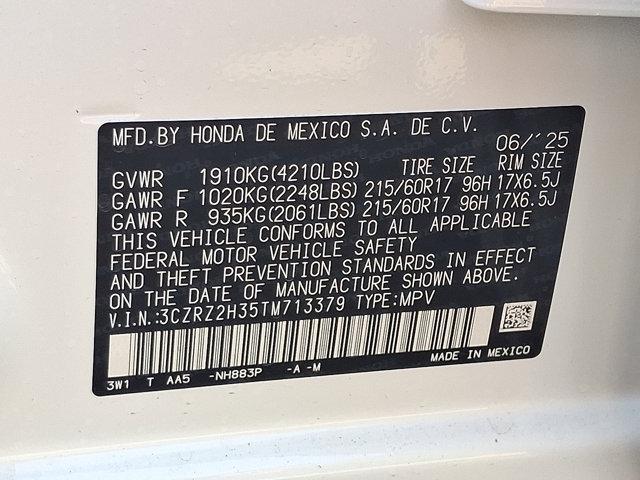 MFD.BY HONDA DE MEXICO S.A. DE C.V.
06/'25
GVWR 1910KG(4210LBS) TIRE SIZE RIM SIZE
GAWR F 1020KG(2248LBS) 215/60R17 96H 17X6.5J
GAWR R 935KG(2061LBS) 215/60R17 96H 17X6.5J
THIS VEHICLE CONFORMS TO ALL APPLICABLE
FEDERAL MOTOR VEHICLE SAFETY
AND THEFT PREVENTION STANDARDS IN EFFECT
ON THE DATE OF MANUFACTURE SHOWN ABOVE.
V.I.N.:3CZRZ2H35TM713379 TYPE:MPV
MADE IN MEXICO
3W1 T AA5 -NH883P -A -M